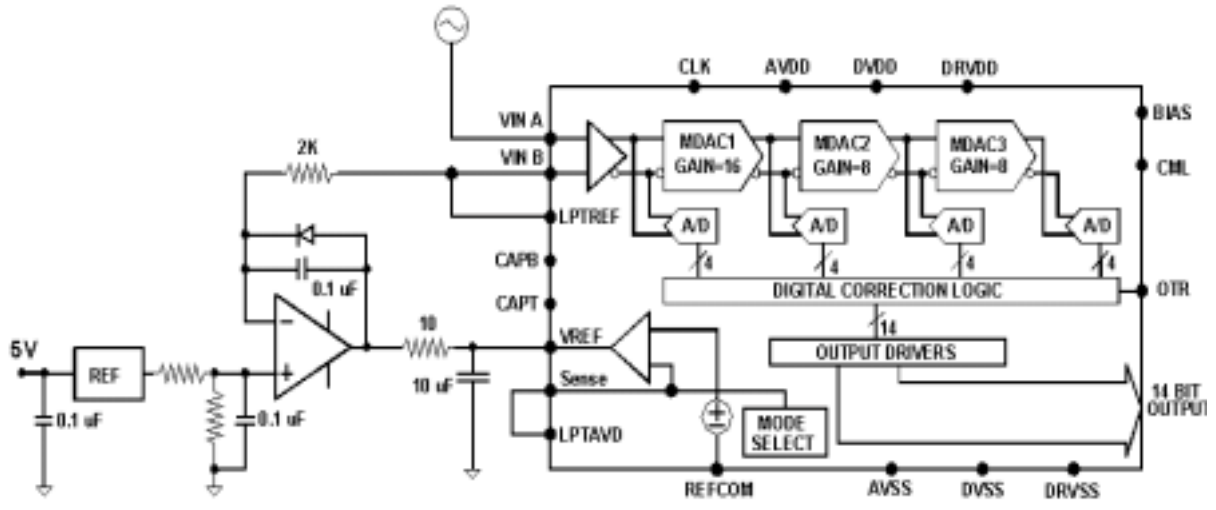 CLK
AVDD
DVDD
DRVDD
VIN A
BIAS
2K
VIN B
MDAC1
GAIN=16
MDAC2
GAIN=8
MDAC3
GAIN=8
CML
LPTREF
A/D
A/D
A/D
A/D
CAPB
4
4
4
4
0.1 uF
DIGITAL CORRECTION LOGIC
OTR
CAPT
10
VREF
14
5V
REF
OUTPUT DRIVERS
10 uF
Sense
14 BIT
OUTPUT
0.1 uF
0.1 uF
MODE
SELECT
LPTAVD
REFCOM
AVSS
DVSS
DRVSS